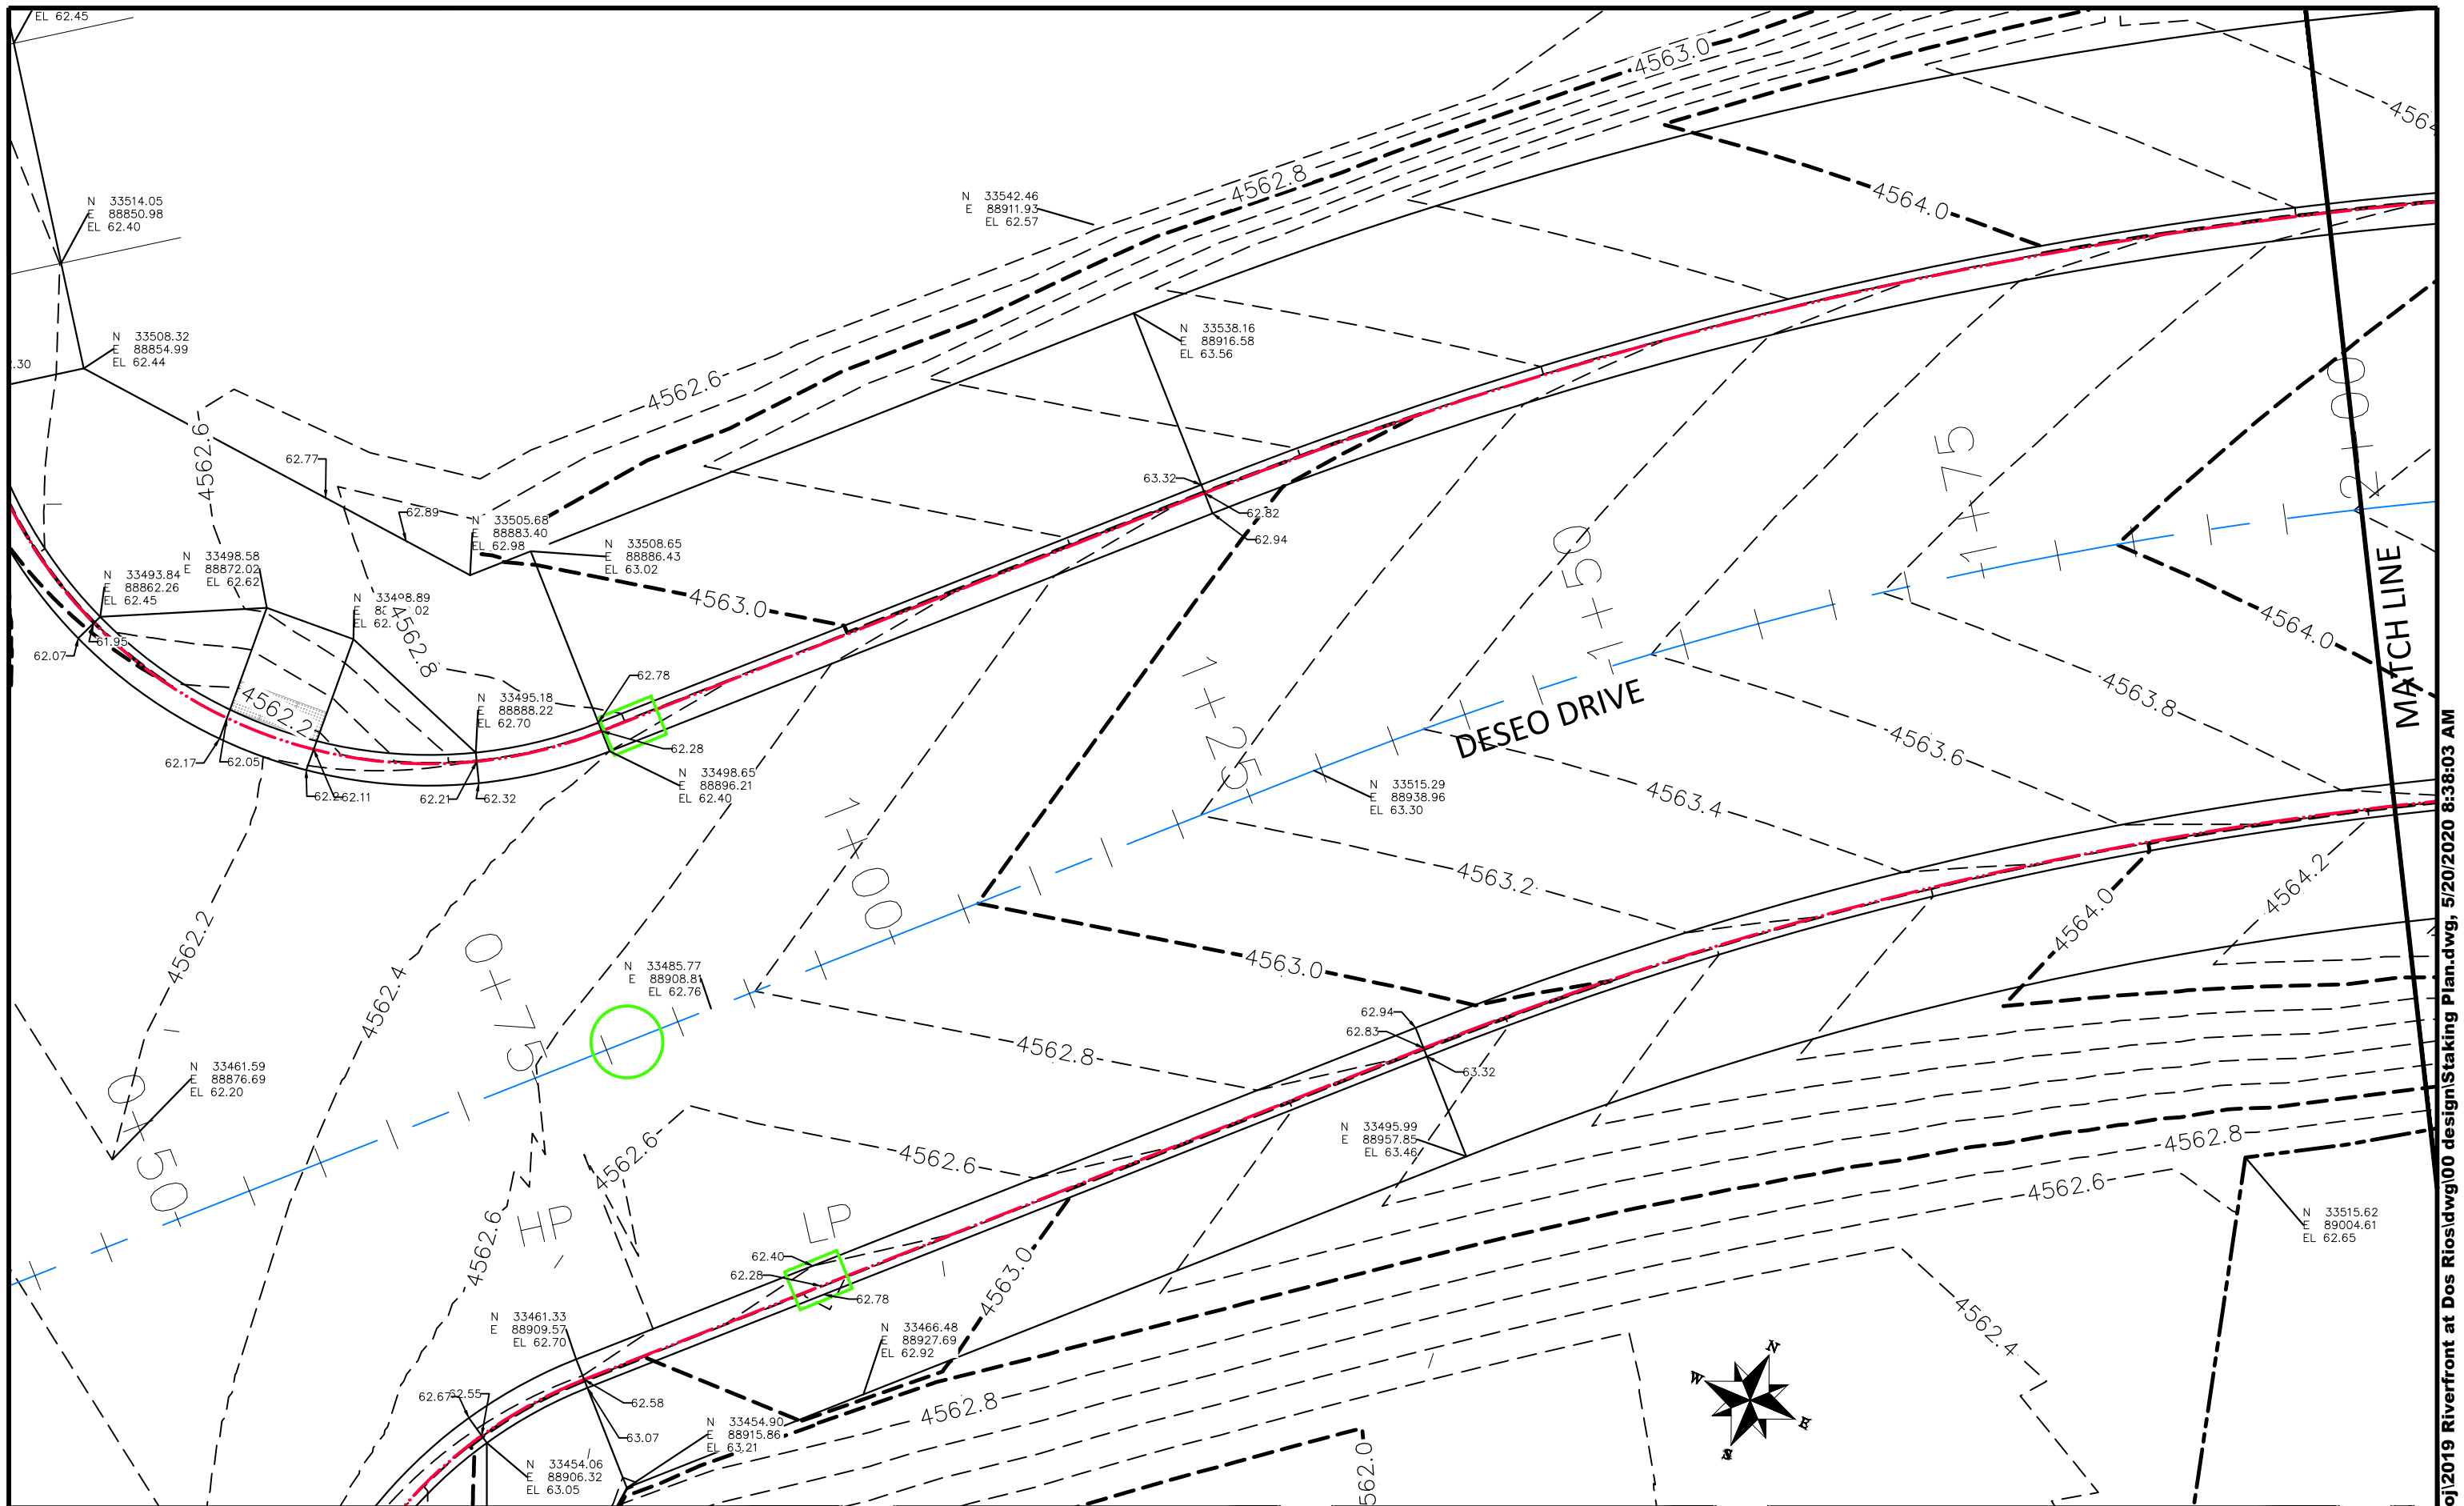 EL 62.45
4563.0
4564
N 33514.05
E 88850.98
EL 62.40
N 33542.46
E 88911.93
EL 62.57
4562.8
4564.0
N 33508.32
E 88854.99
EL 62.44
.30
N 33538.16
E 88916.58
EL 63.56
4562.6
4562.6
62.77
62.89
63.32
62.82
62.94
N 33505.68
E 88883.40
EL 62.98
N 33508.65
E 88886.43
EL 63.02
N 33498.58
E 88872.02
EL 62.62
N 33493.84
E 88862.26
EL 62.45
61.95
62.07
4562.8
4563.0
1+50
1+75
2+00
MATCH LINE
4564.0
4563.8
4563.6
4563.4
DESEO DRIVE
1+25
4562.2
62.17
62.05
62.11
62.21
62.32
N 33495.18
E 88888.22
EL 62.70
62.78
62.28
N 33498.65
E 88896.21
EL 62.40
N 33515.29
E 88938.96
EL 63.30
1+00
4563.2
4563.0
4564.0
4564.2
4562.2
4562.4
0+75
N 33485.77
E 88908.81
EL 62.76
4562.8
62.94
62.83
63.32
N 33461.59
E 88876.69
EL 62.20
0+50
N 33495.99
E 88957.85
EL 63.46
4562.6
4562.6
4562.8
4562.6
N 33515.62
E 89004.61
EL 62.65
HP
LP
4562.6
62.40
62.28
62.78
4563.0
N 33461.33
E 88909.57
EL 62.70
N 33466.48
E 88927.69
EL 62.92
4562.4
62.67
62.55
62.58
63.07
4562.8
N 33454.90
E 88915.86
EL 63.21
N 33454.06
E 88906.32
EL 63.05
4562.0
N
W
E
S
oj\2019 Riverfront at Dos Rios\dwg\00 design\Staking Plan.dwg, 5/20/2020 8:38:03 AM